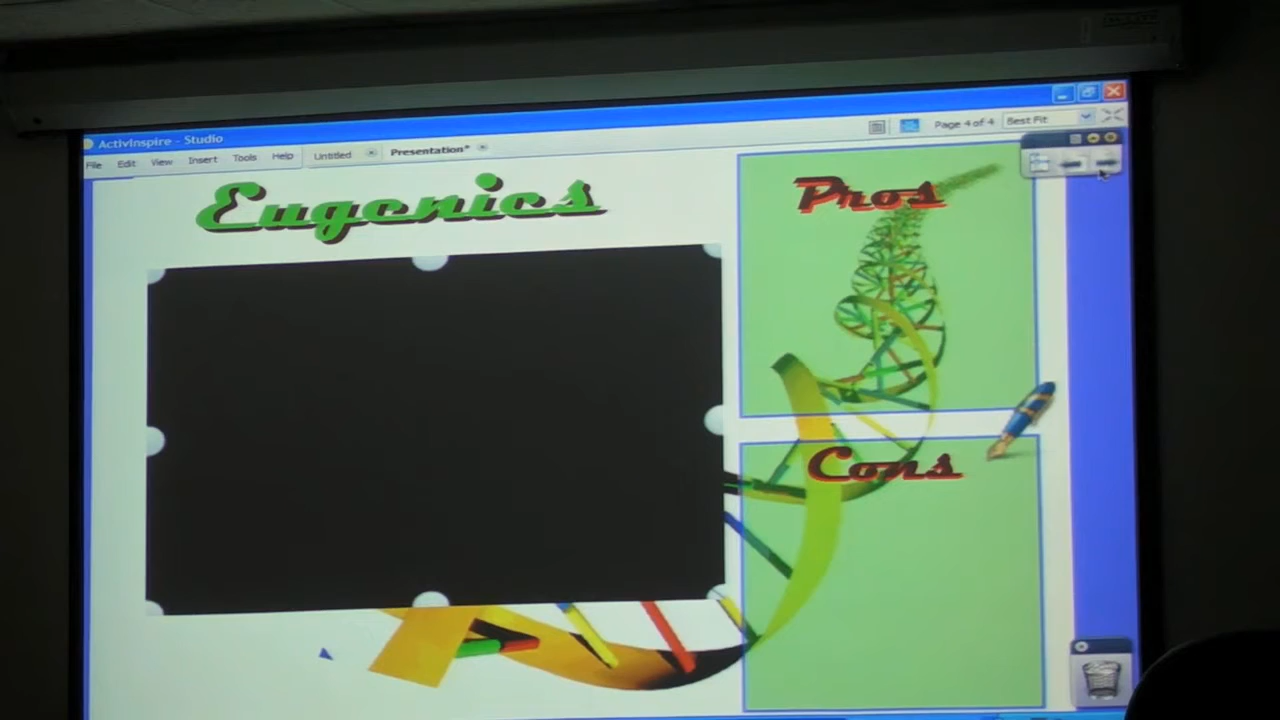 ActivInspire - Studio
File Edit View Insert Tools Help Untitled Presentation* Page 4 of 4 Best Fit
Eugenics
Pros
Cons